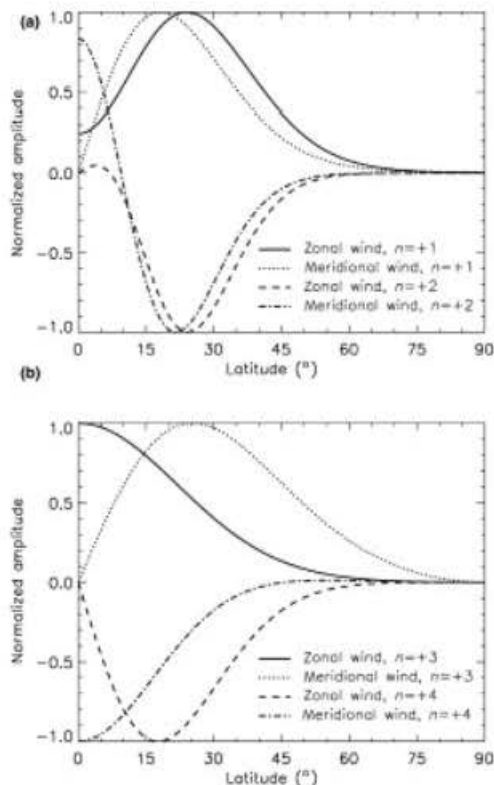 (a)
1.0
0.5
0.0
−0.5
−1.0
Normalized amplitude
Zonal wind, n=+1
Meridional wind, n=+1
Zonal wind, n=+2
Meridional wind, n=+2
0 15 30 45 60 75 90
Latitude (°)
(b)
1.0
0.5
0.0
−0.5
−1.0
Normalized amplitude
Zonal wind, n=+3
Meridional wind, n=+3
Zonal wind, n=+4
Meridional wind, n=+4
0 15 30 45 60 75 90
Latitude (°)